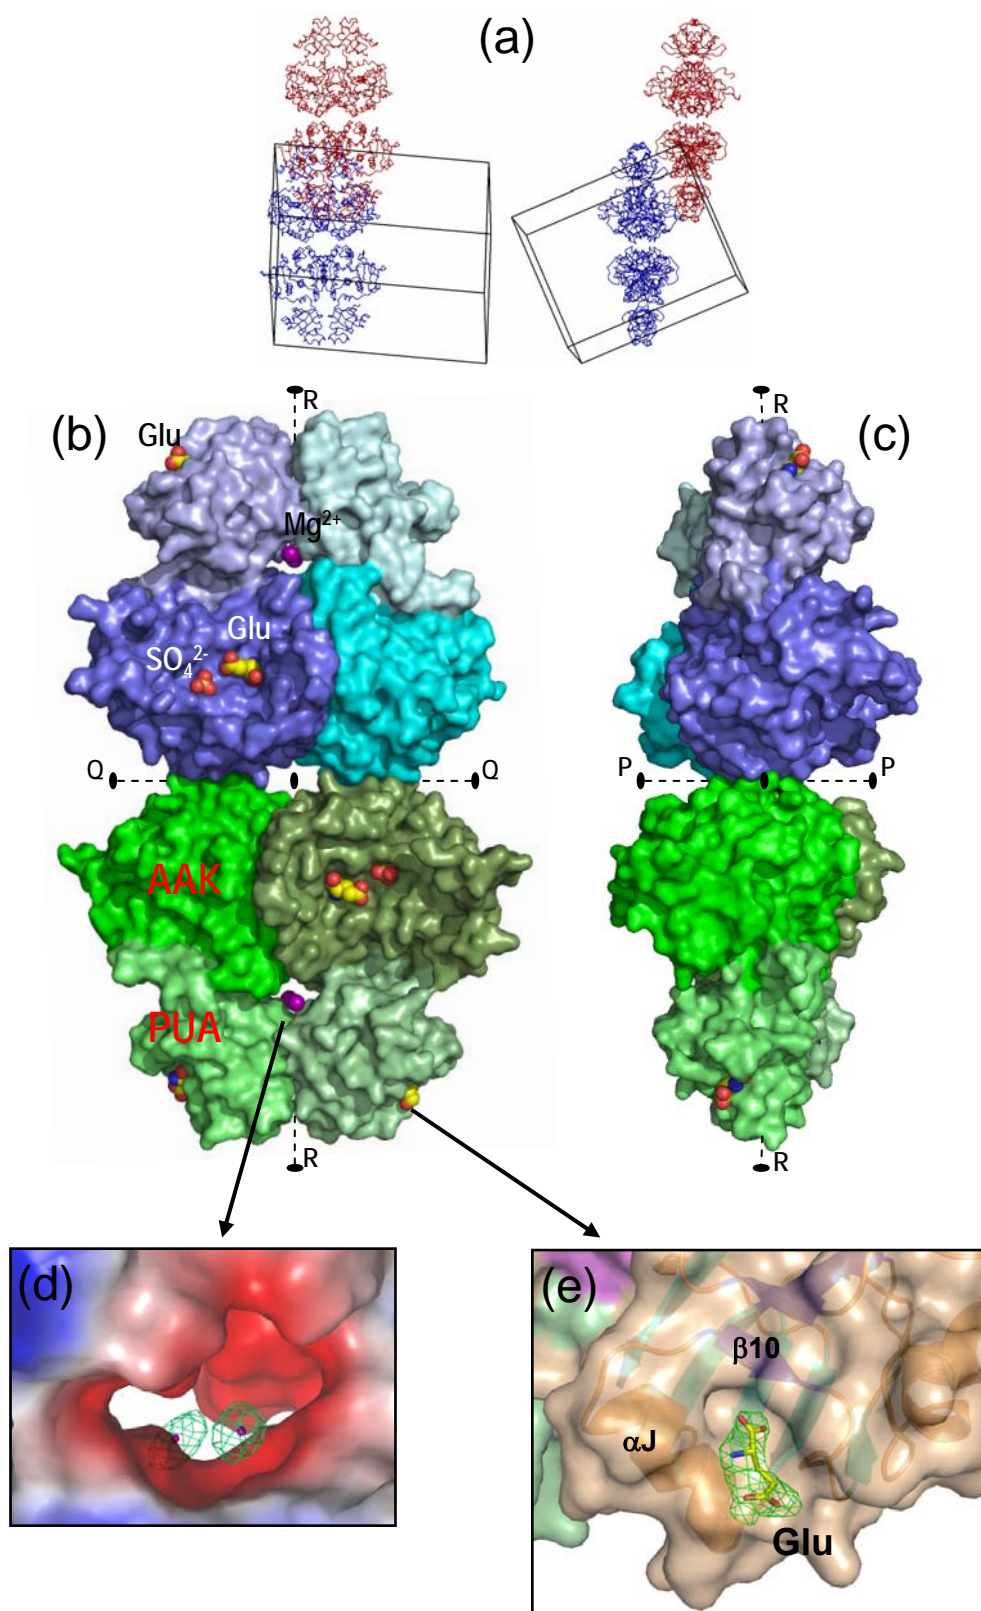 (a)
R R
(b) (c)
Glu
Mg²⁺
Glu
SO₄²⁻
Q Q P P
AAK
PUA
R R
(d) (e)
β10
αJ
Glu